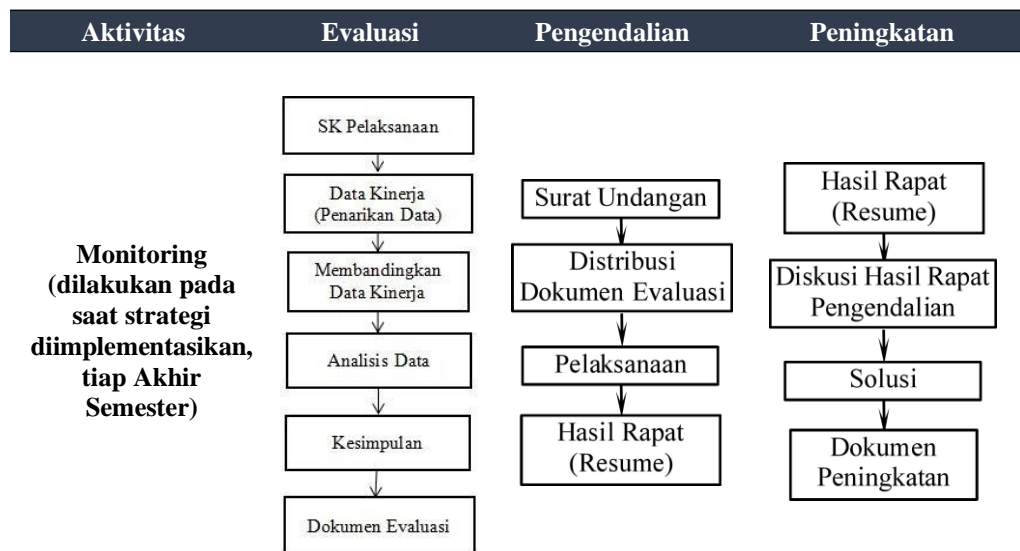 Aktivitas Evaluasi Pengendalian Peningkatan
Monitoring
(dilakukan pada
saat strategi
diimplementasikan,
tiap Akhir
Semester)
SK Pelaksanaan
Data Kinerja
(Penarikan Data)
Membandingkan
Data Kinerja
Analisis Data
Kesimpulan
Dokumen Evaluasi
Surat Undangan
Distribusi
Dokumen Evaluasi
Pelaksanaan
Hasil Rapat
(Resume)
Hasil Rapat
(Resume)
Diskusi Hasil Rapat
Pengendalian
Solusi
Dokumen
Peningkatan